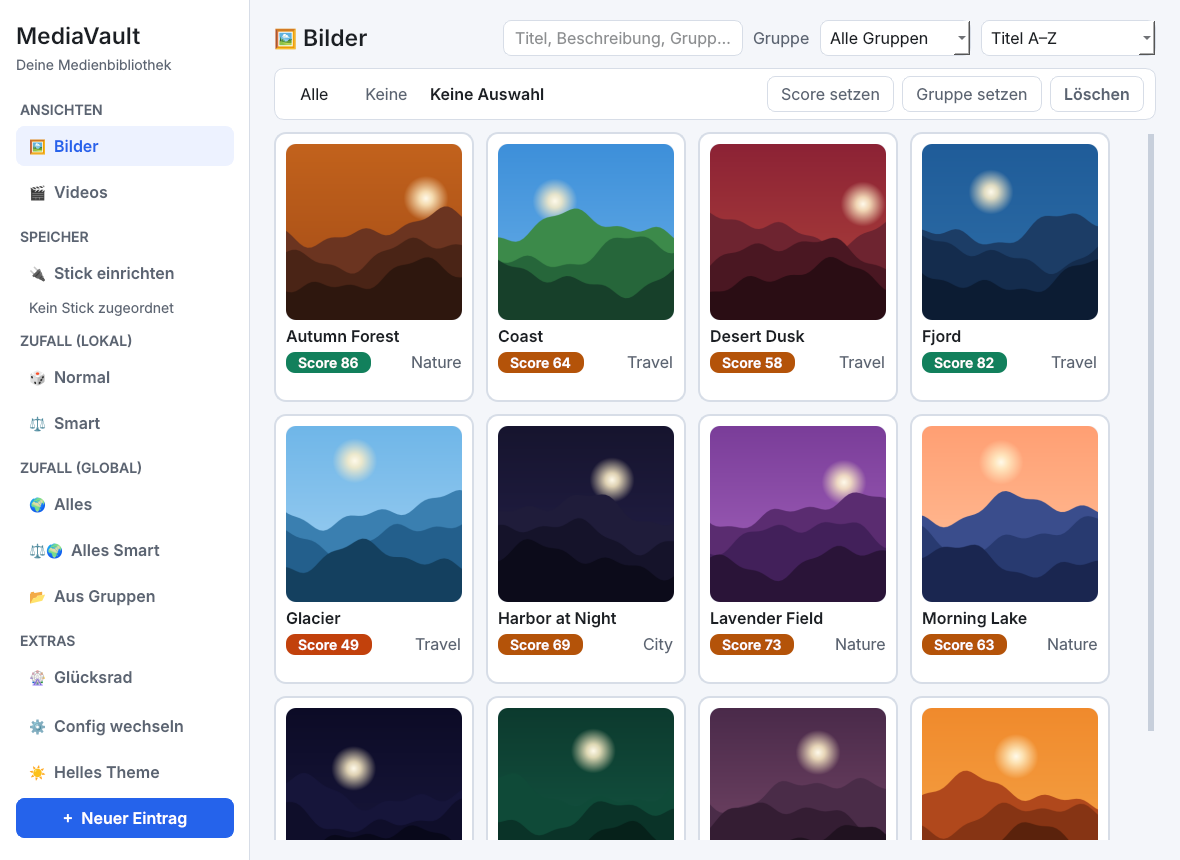 MediaVault
Deine Medienbibliothek
ANSICHTEN
Bilder
Videos
SPEICHER
Stick einrichten
Kein Stick zugeordnet
ZUFALL (LOKAL)
Normal
Smart
ZUFALL (GLOBAL)
Alles
Alles Smart
Aus Gruppen
EXTRAS
Glücksrad
Config wechseln
Helles Theme
+ Neuer Eintrag
Bilder
Titel, Beschreibung, Grupp...
Gruppe
Alle Gruppen
Titel A–Z
Alle
Keine
Keine Auswahl
Score setzen
Gruppe setzen
Löschen
Autumn Forest
Score 86
Nature
Coast
Score 64
Travel
Desert Dusk
Score 58
Travel
Fjord
Score 82
Travel
Glacier
Score 49
Travel
Harbor at Night
Score 69
City
Lavender Field
Score 73
Nature
Morning Lake
Score 63
Nature